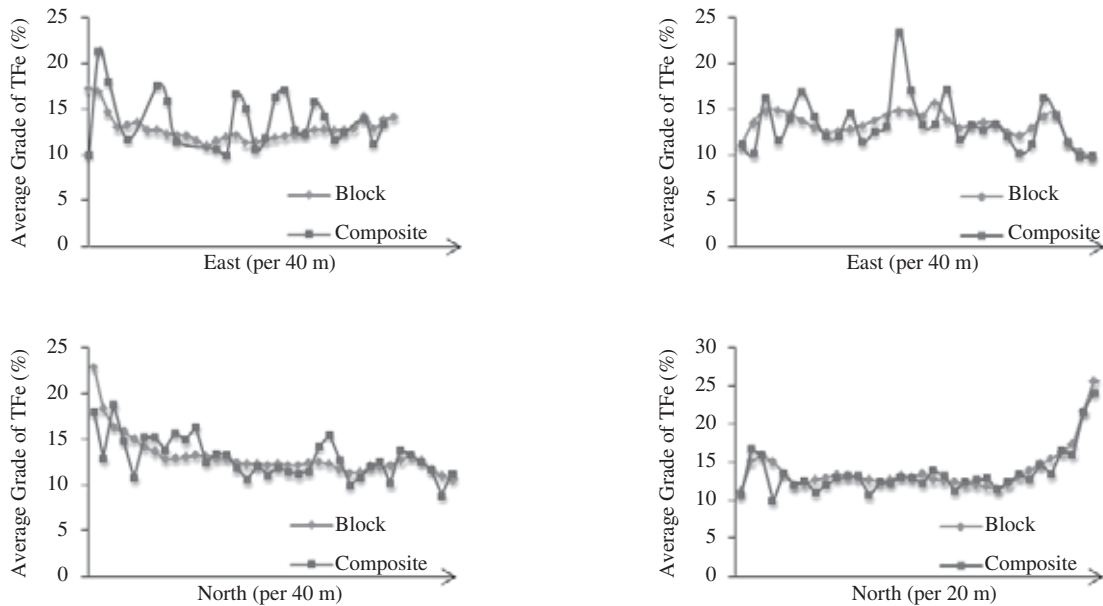 Average Grade of TFe (%)
25
20
15
10
5
0
Block
Composite
East (per 40 m)
Average Grade of TFe (%)
25
20
15
10
5
0
Block
Composite
East (per 40 m)
Average Grade of TFe (%)
25
20
15
10
5
0
Block
Composite
North (per 40 m)
Average Grade of TFe (%)
30
25
20
15
10
5
0
Block
Composite
North (per 20 m)